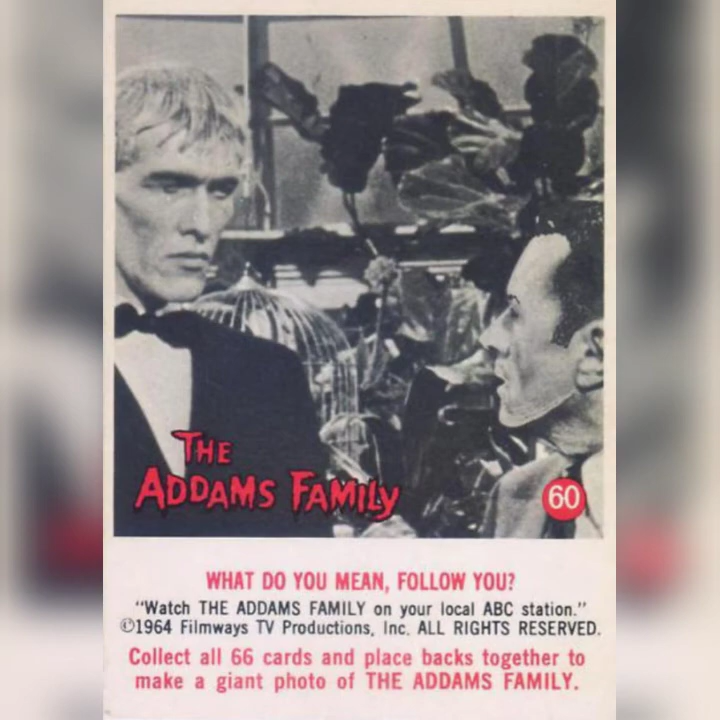 THE
ADDAMS FAMILY
60
WHAT DO YOU MEAN, FOLLOW YOU?
"Watch THE ADDAMS FAMILY on your local ABC station."
©1964 Filmways TV Productions, Inc. ALL RIGHTS RESERVED.
Collect all 66 cards and place backs together to
make a giant photo of THE ADDAMS FAMILY.